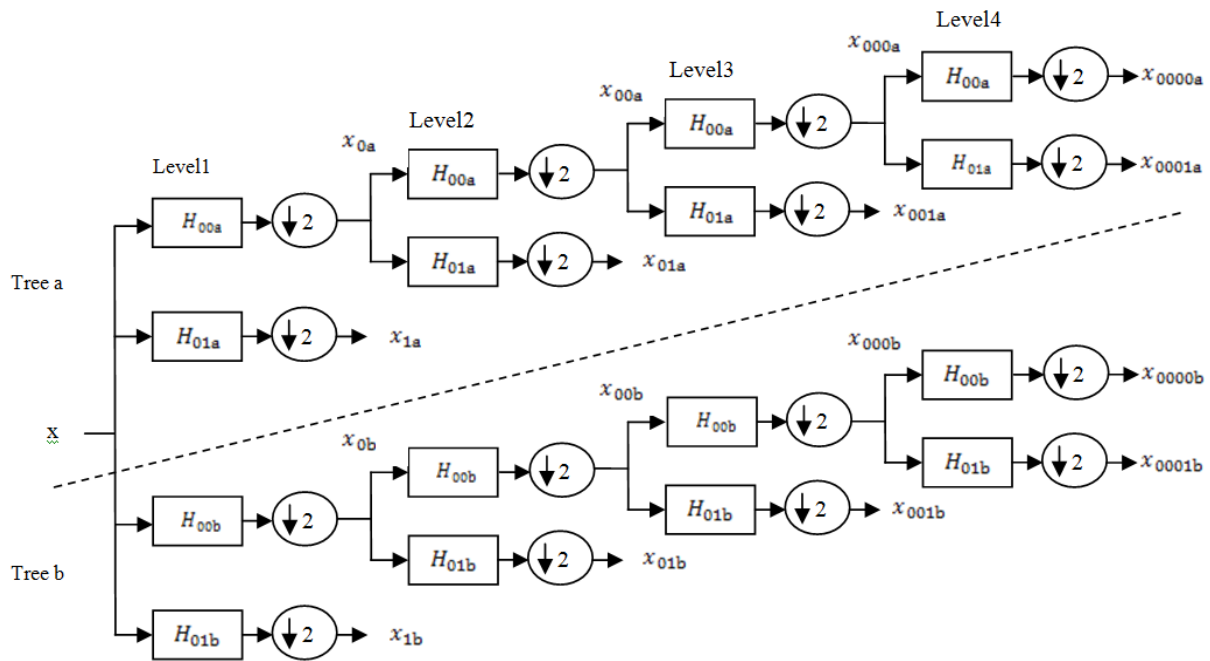 Level4
x₀₀₀ₐ H₀₀ₐ ↓2 x₀₀₀₀ₐ
Level3
x₀₀ₐ H₀₀ₐ ↓2
Level2
H₀₁ₐ ↓2 x₀₀₀₁ₐ
x₀ₐ H₀₀ₐ ↓2
Level1
H₀₁ₐ ↓2 x₀₀₁ₐ
H₀₀ₐ ↓2
H₀₁ₐ ↓2 x₀₁ₐ
Tree a
H₀₁ₐ ↓2 x₁ₐ
x₀₀₀b H₀₀b ↓2 x₀₀₀₀b
x₀₀b H₀₀b ↓2
x
x₀b H₀₀b ↓2
H₀₁b ↓2 x₀₀₀₁b
H₀₀b ↓2
H₀₁b ↓2 x₀₀₁b
H₀₁b ↓2 x₀₁b
Tree b
H₀₁b ↓2 x₁b